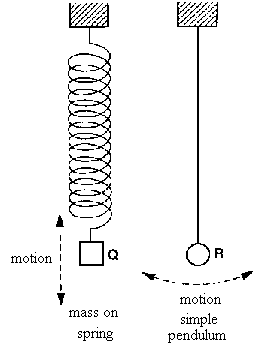 Q
R
motion
mass on
spring
motion
simple
pendulum